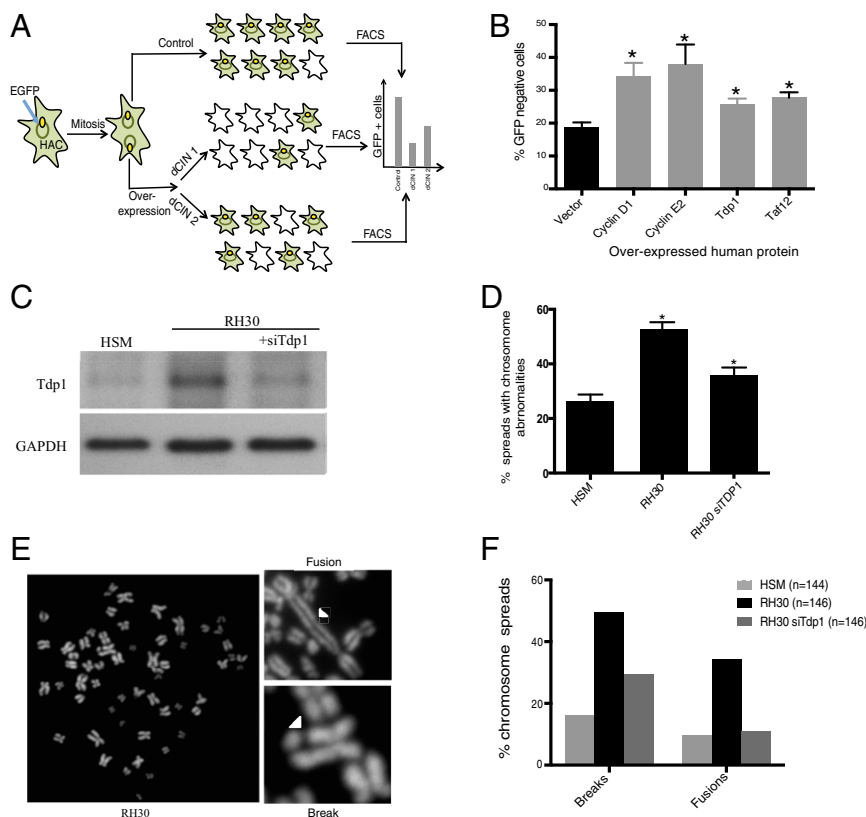 A
Control
FACS
EGFP
HAC
Mitosis
Over-
expression
dCIN 1
dCIN 2
FACS
FACS
GFP + cells
Control
dCIN 1
dCIN 2
B
% GFP negative cells
50
40
30
20
10
0
*
*
*
*
Vector
Cyclin D1
Cyclin E2
Tdp1
Taf12
Over-expressed human protein
C
RH30
HSM
+siTdp1
Tdp1
GAPDH
D
% spreads with chrosomome
abrnomalities
60
40
20
0
*
*
HSM
RH30
RH30 siTDP1
E
Fusion
RH30
Break
F
% chromosome spreads
60
40
20
0
HSM (n=144)
RH30 (n=146)
RH30 siTdp1 (n=146)
Breaks
Fusions